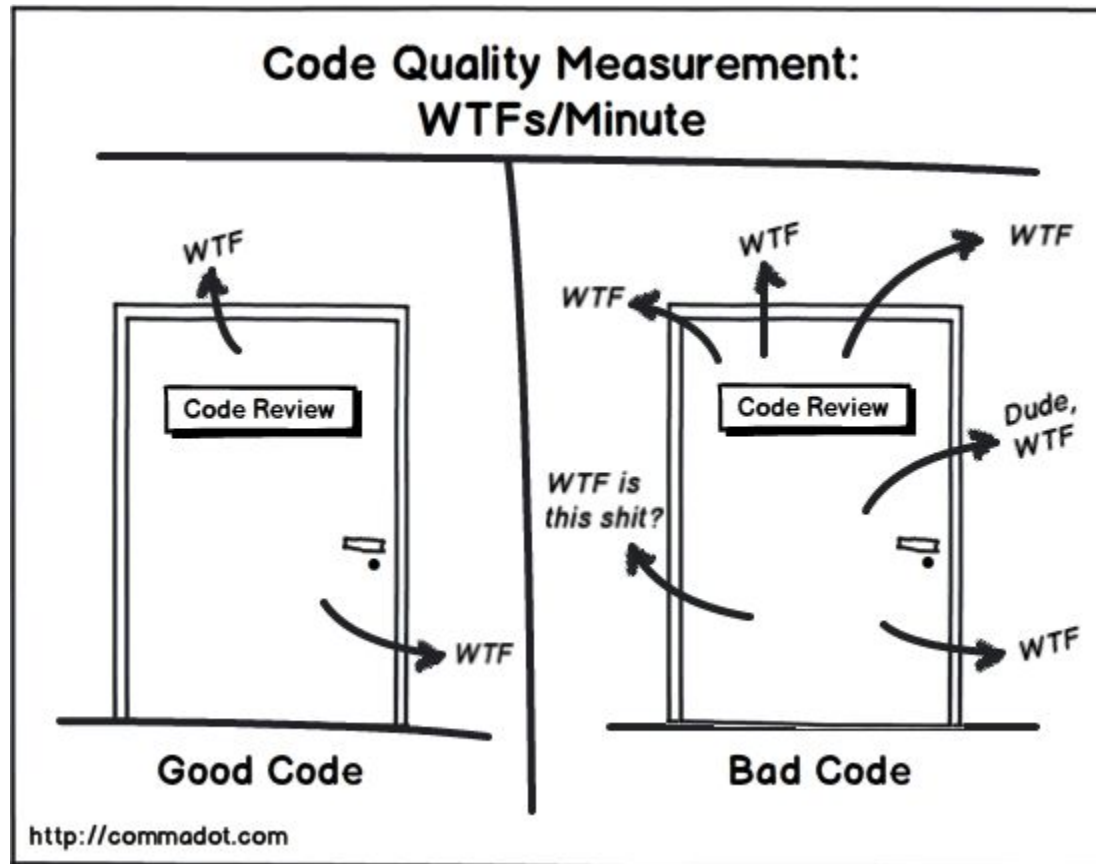 Code Quality Measurement:
WTFs/Minute
WTF
Code Review
WTF
Good Code
WTF
WTF
WTF
Code Review
Dude,
WTF
WTF is
this shit?
WTF
Bad Code
http://commadot.com